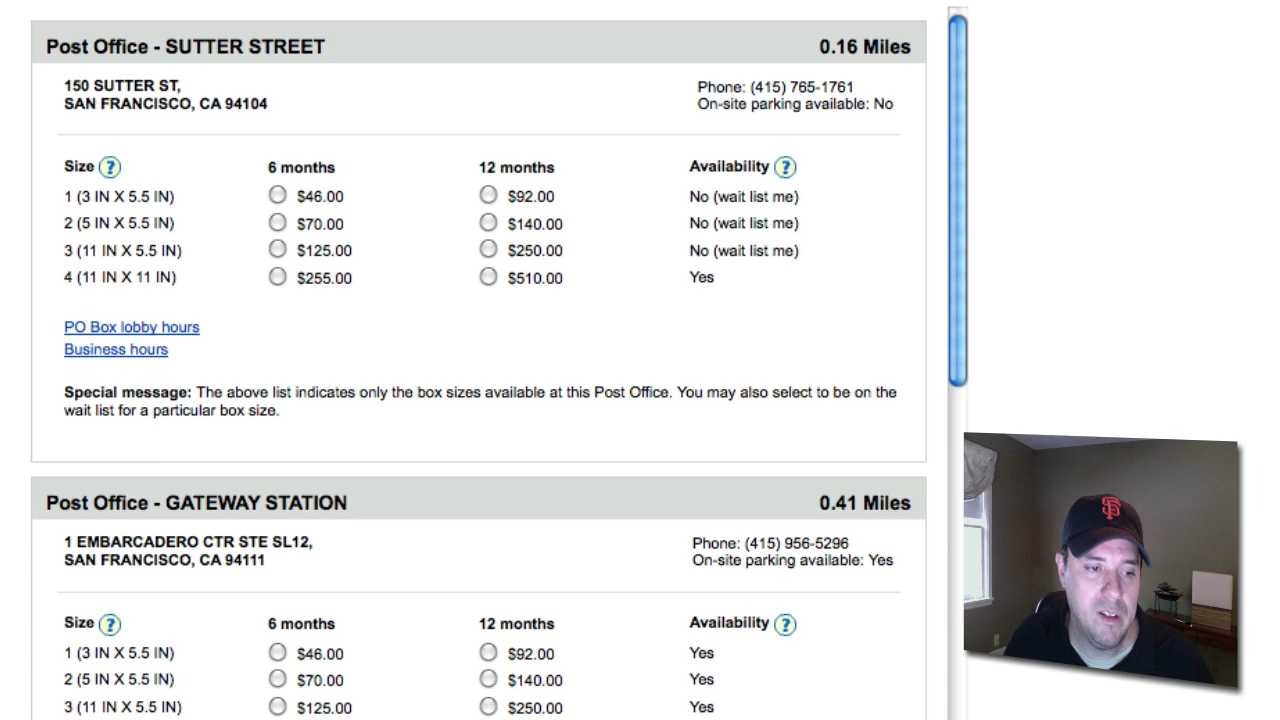 Post Office - SUTTER STREET 0.16 Miles
150 SUTTER ST, Phone: (415) 765-1761
SAN FRANCISCO, CA 94104 On-site parking available: No
Size ? 6 months 12 months Availability ?
1 (3 IN X 5.5 IN) $46.00 $92.00 No (wait list me)
2 (5 IN X 5.5 IN) $70.00 $140.00 No (wait list me)
3 (11 IN X 5.5 IN) $125.00 $250.00 No (wait list me)
4 (11 IN X 11 IN) $255.00 $510.00 Yes
PO Box lobby hours
Business hours
Special message: The above list indicates only the box sizes available at this Post Office. You may also select to be on the
wait list for a particular box size.
Post Office - GATEWAY STATION 0.41 Miles
1 EMBARCADERO CTR STE SL12, Phone: (415) 956-5296
SAN FRANCISCO, CA 94111 On-site parking available: Yes
Size ? 6 months 12 months Availability ?
1 (3 IN X 5.5 IN) $46.00 $92.00 Yes
2 (5 IN X 5.5 IN) $70.00 $140.00 Yes
3 (11 IN X 5.5 IN) $125.00 $250.00 Yes
SF